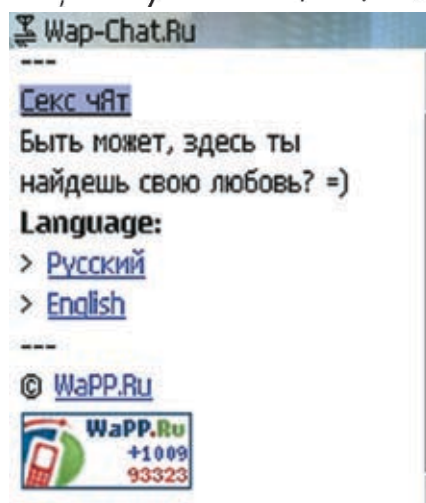 Wap-Chat.Ru
---
Секс чЯт
Быть может, здесь ты
найдешь свою любовь? =)
Language:
> Русский
> English
---
© WaPP.Ru
WaPP.Ru
+1009
93323